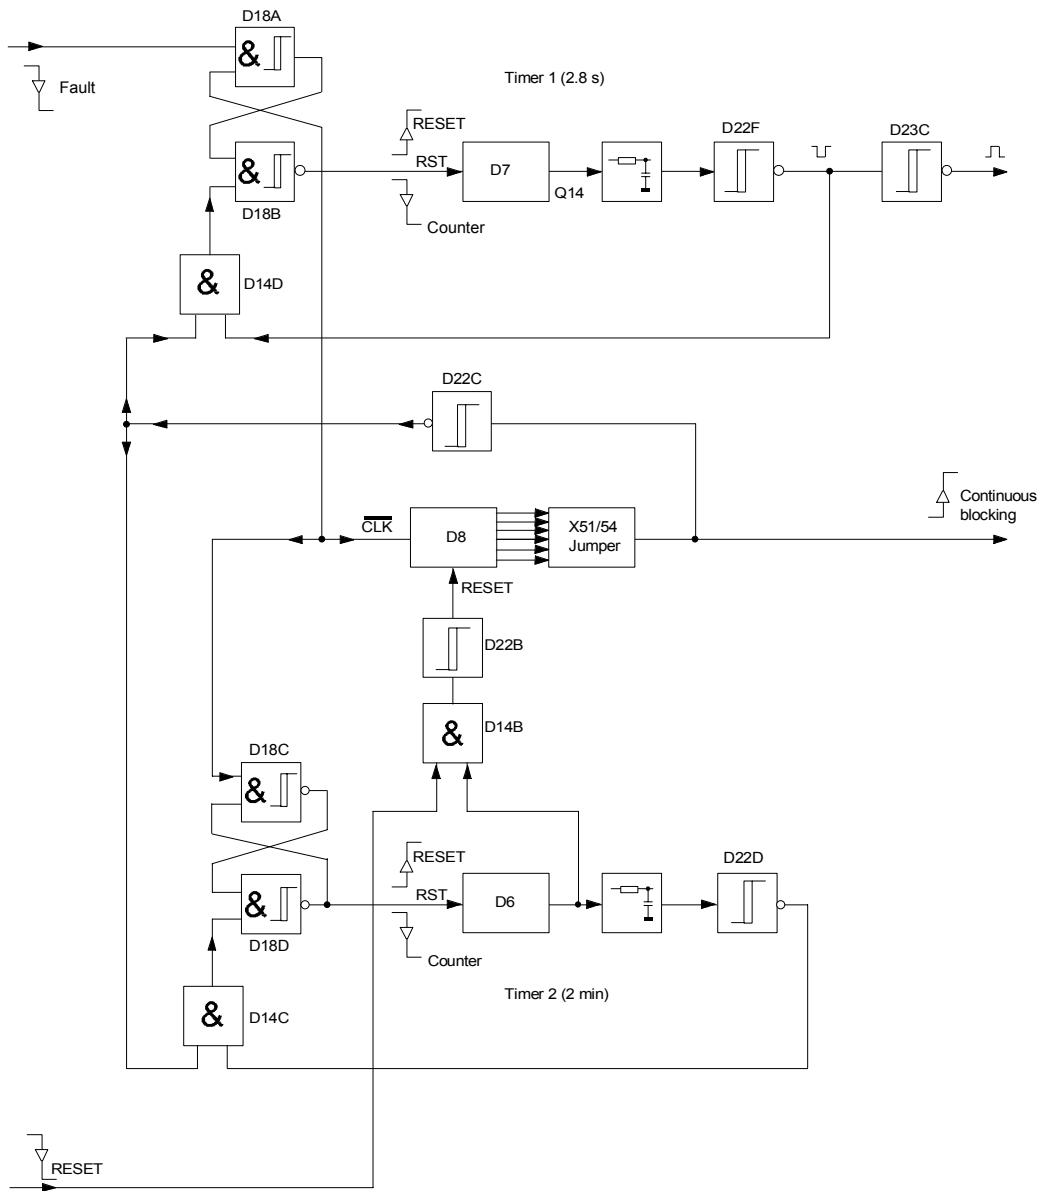 D18A
&
Fault
Timer 1 (2.8 s)
&
D18B
RESET
RST
D7
Q14
Counter
D22F
D23C
&
D14D
D22C
CLK
D8
X51/54
Jumper
Continuous
blocking
RESET
D22B
&
D14B
D18C
&
&
D18D
RESET
RST
D6
Counter
D22D
Timer 2 (2 min)
&
D14C
RESET